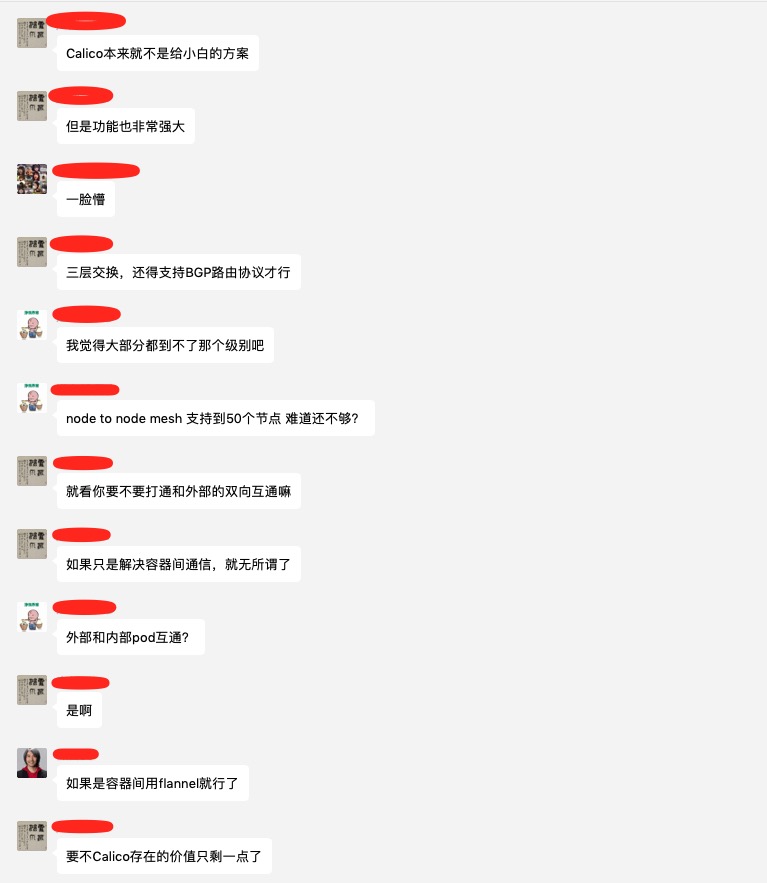 Calico本来就不是给小白的方案
但是功能也非常强大
一脸懵
三层交换，还得支持BGP路由协议才行
我觉得大部分都到不了那个级别吧
node to node mesh 支持到50个节点 难道还不够？
就看你要不要打通和外部的双向互通嘛
如果只是解决容器间通信，就无所谓了
外部和内部pod互通？
是啊
如果是容器间用flannel就行了
要不Calico存在的价值只剩一点了